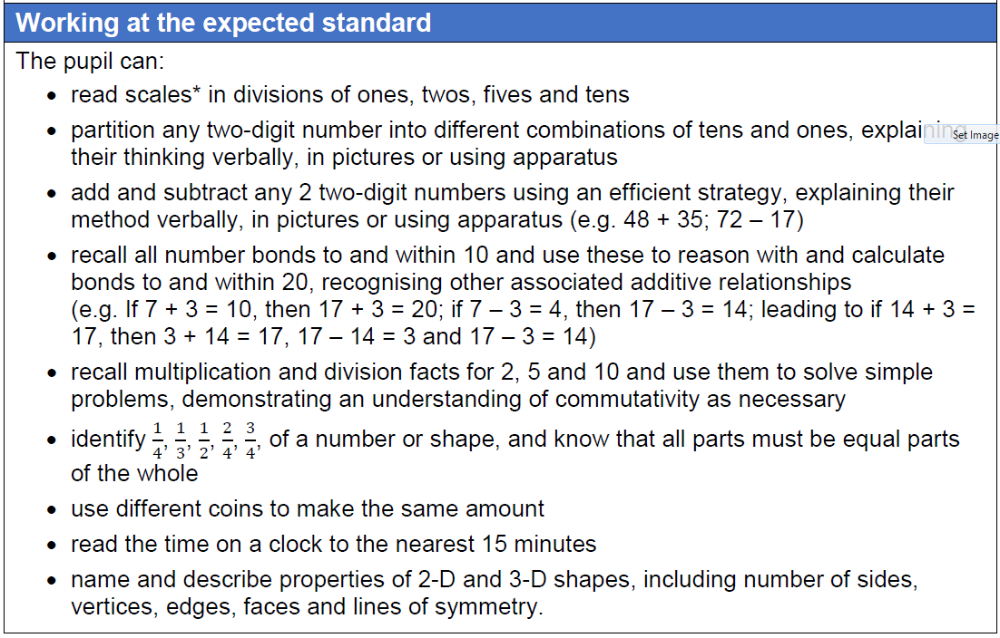 Working at the expected standard
The pupil can:
• read scales* in divisions of ones, twos, fives and tens
• partition any two-digit number into different combinations of tens and ones, explaining
Set Image
their thinking verbally, in pictures or using apparatus
• add and subtract any 2 two-digit numbers using an efficient strategy, explaining their
method verbally, in pictures or using apparatus (e.g. 48 + 35; 72 – 17)
• recall all number bonds to and within 10 and use these to reason with and calculate
bonds to and within 20, recognising other associated additive relationships
(e.g. If 7 + 3 = 10, then 17 + 3 = 20; if 7 – 3 = 4, then 17 – 3 = 14; leading to if 14 + 3 =
17, then 3 + 14 = 17, 17 – 14 = 3 and 17 – 3 = 14)
• recall multiplication and division facts for 2, 5 and 10 and use them to solve simple
problems, demonstrating an understanding of commutativity as necessary
• identify 1/4, 1/3, 1/2, 2/4, 3/4, of a number or shape, and know that all parts must be equal parts
of the whole
• use different coins to make the same amount
• read the time on a clock to the nearest 15 minutes
• name and describe properties of 2-D and 3-D shapes, including number of sides,
vertices, edges, faces and lines of symmetry.